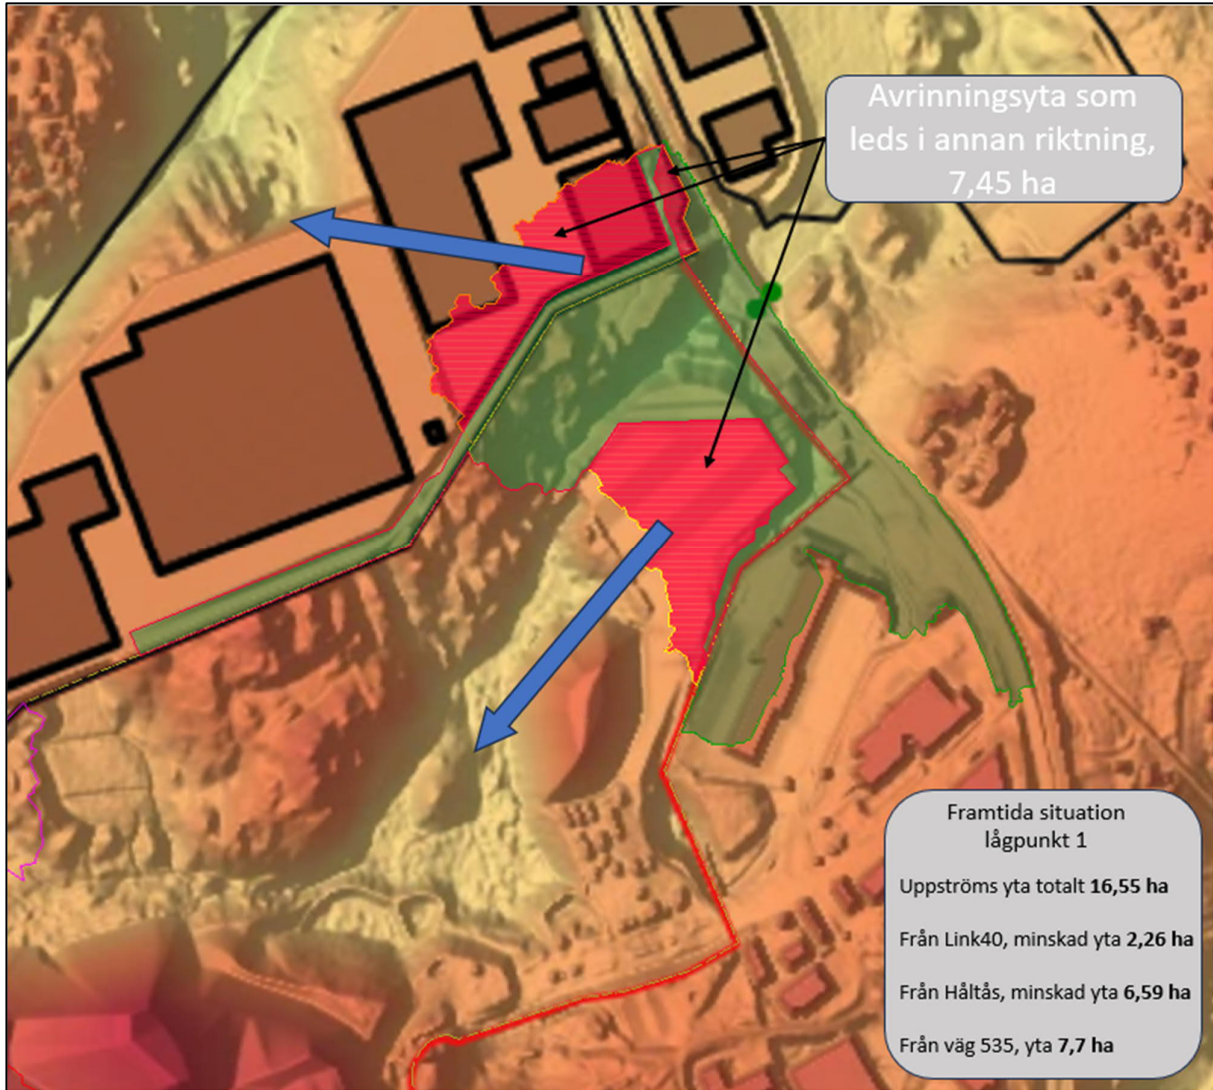 Avrinningsyta som
leds i annan riktning,
7,45 ha
Framtida situation
lågpunkt 1
Uppströms yta totalt 16,55 ha
Från Link40, minskad yta 2,26 ha
Från Håltås, minskad yta 6,59 ha
Från väg 535, yta 7,7 ha